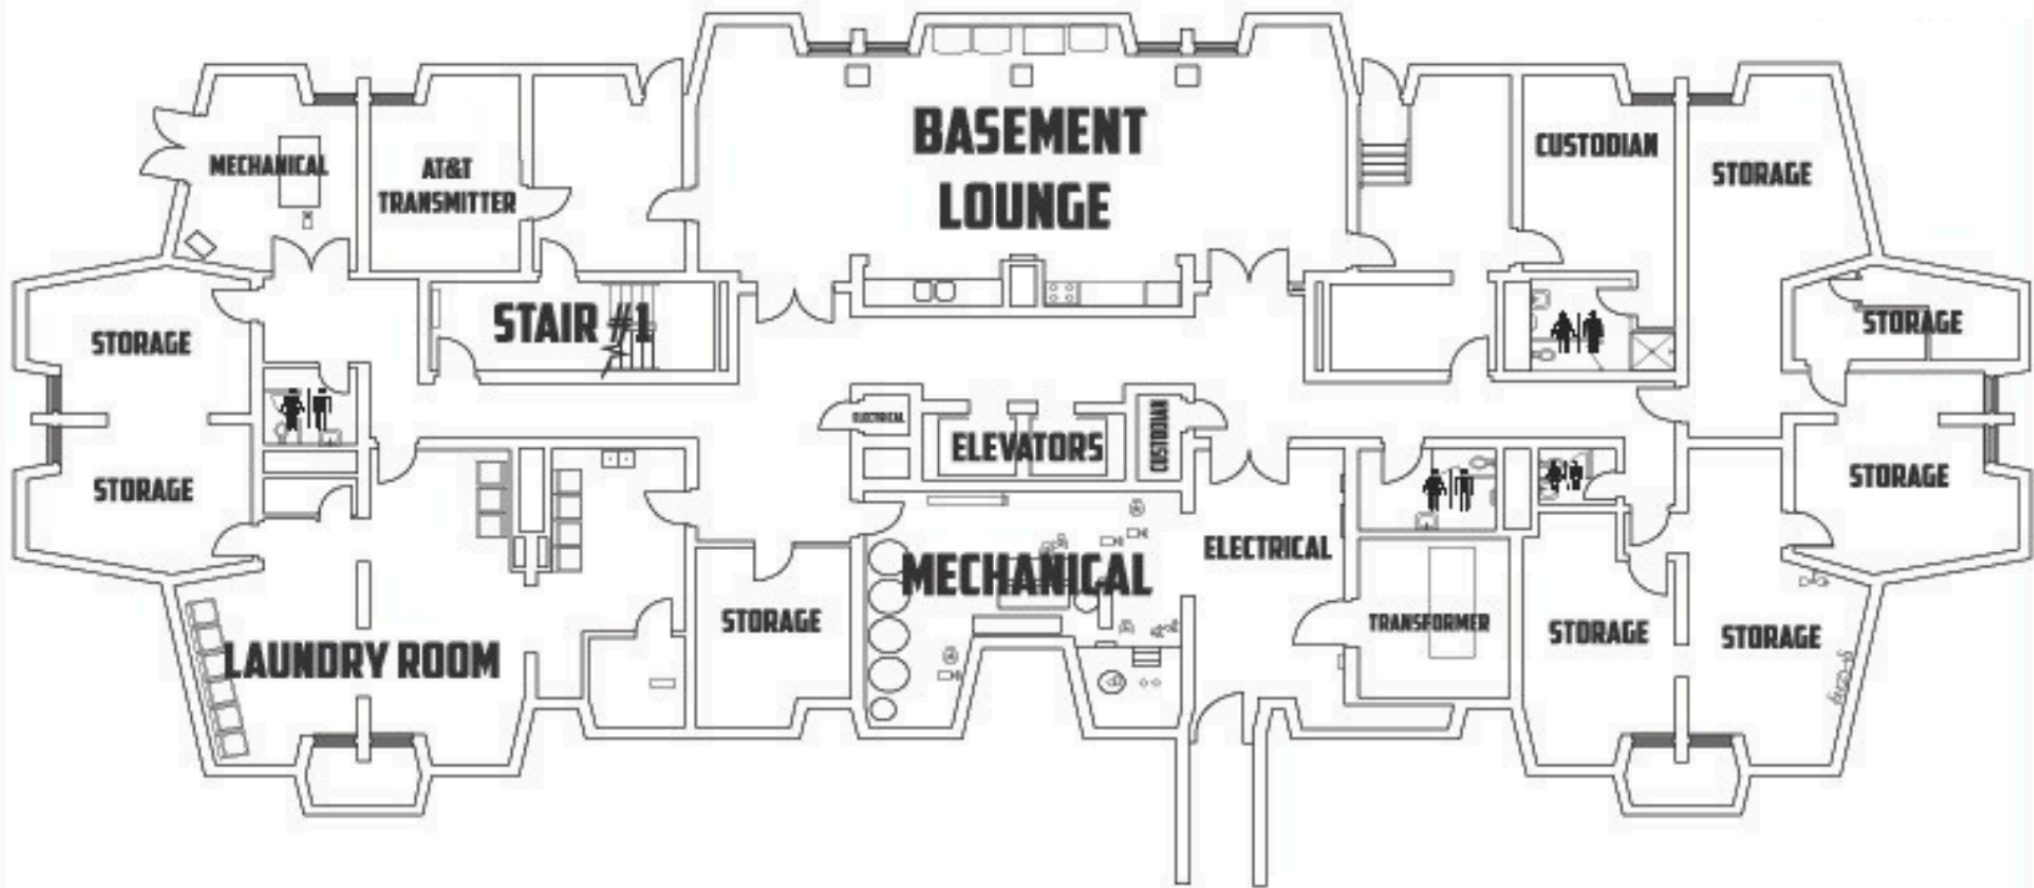 BASEMENT
LOUNGE
MECHANICAL
AT&T
TRANSMITTER
CUSTODIAN
STORAGE
STORAGE
STAIR #1
STORAGE
ELECTRICAL
ELEVATORS
CUSTODIAN
STORAGE
STORAGE
MECHANICAL
ELECTRICAL
LAUNDRY ROOM
STORAGE
TRANSFORMER
STORAGE
STORAGE